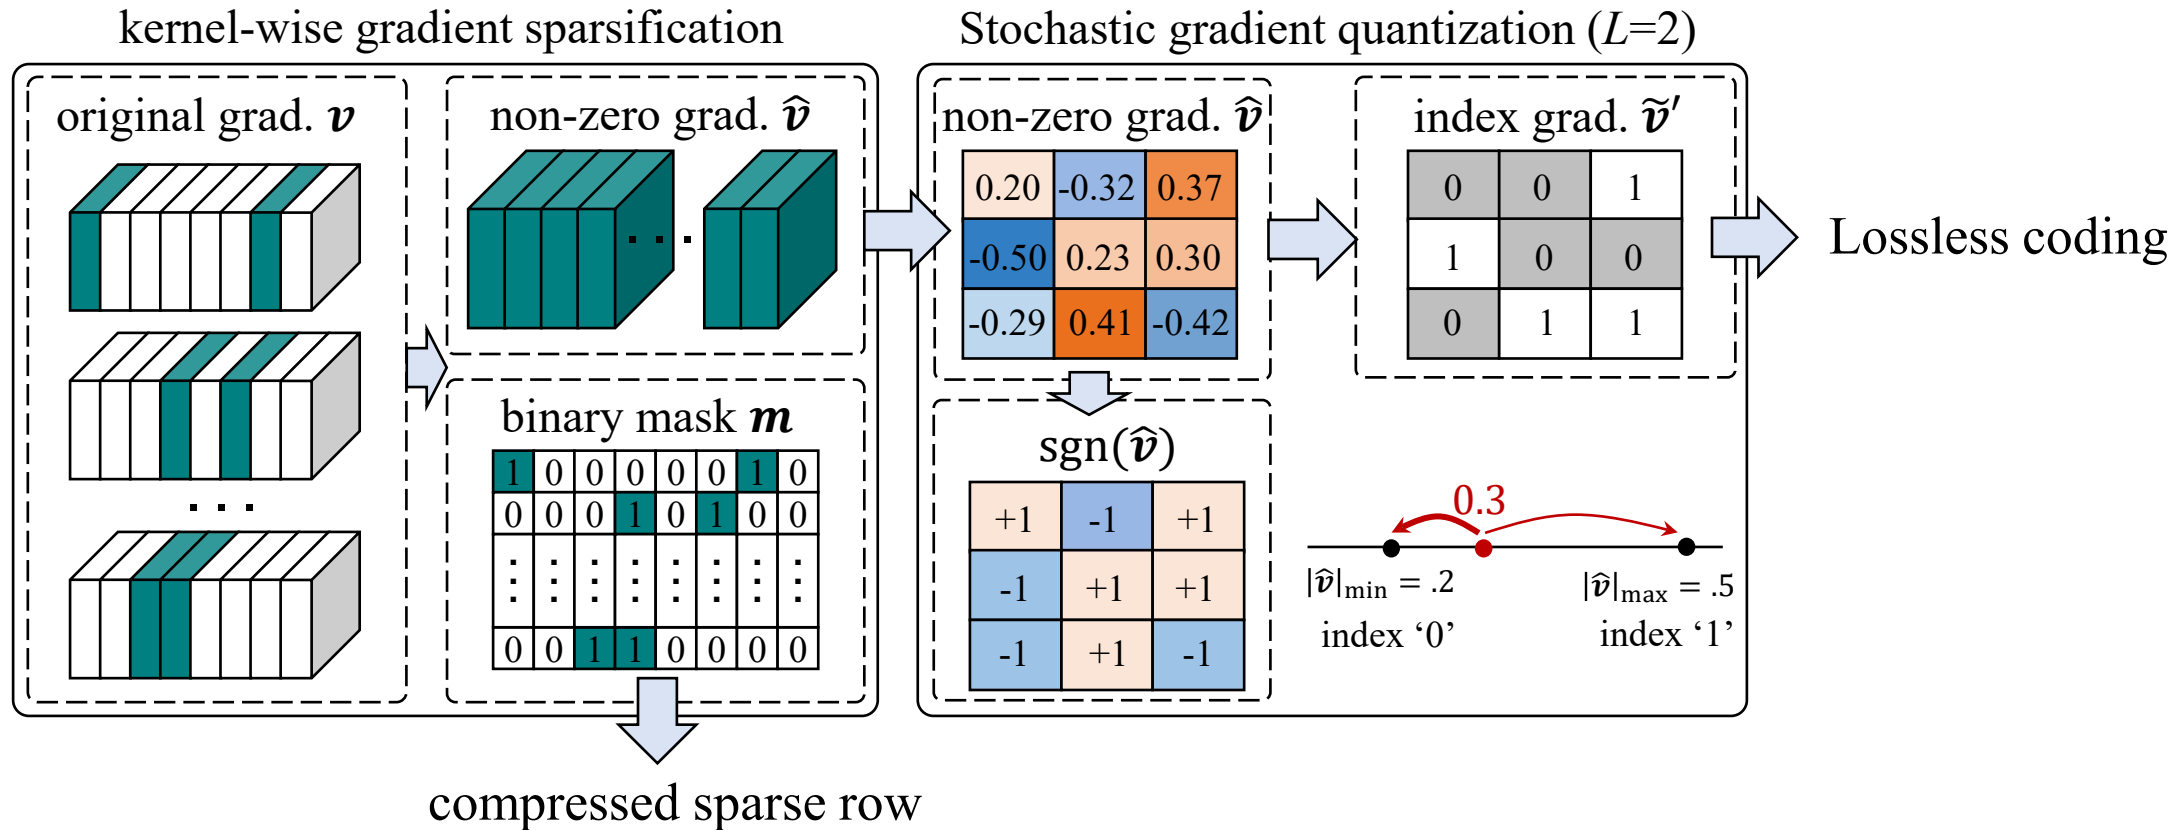 kernel-wise gradient sparsification
original grad. v
non-zero grad. v̂
binary mask m
1 0 0 0 0 0 1 0
0 0 0 1 0 1 0 0
⋮ ⋮ ⋮ ⋮ ⋮ ⋮ ⋮ ⋮
0 0 1 1 0 0 0 0
. . .
. . .
compressed sparse row
Stochastic gradient quantization (L=2)
non-zero grad. v̂
0.20 -0.32 0.37
-0.50 0.23 0.30
-0.29 0.41 -0.42
sgn(v̂)
+1 -1 +1
-1 +1 +1
-1 +1 -1
index grad. ṽ′
0 0 1
1 0 0
0 1 1
0.3
|v̂|min = .2
index ‘0’
|v̂|max = .5
index ‘1’
Lossless coding